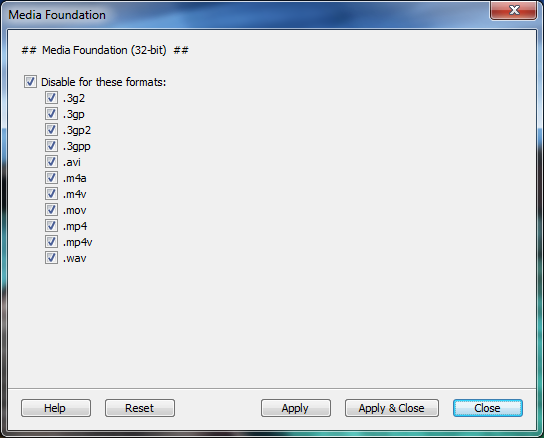 Media Foundation
## Media Foundation (32-bit) ##
Disable for these formats:
.3g2
.3gp
.3gp2
.3gpp
.avi
.m4a
.m4v
.mov
.mp4
.mp4v
.wav
Help Reset Apply Apply & Close Close